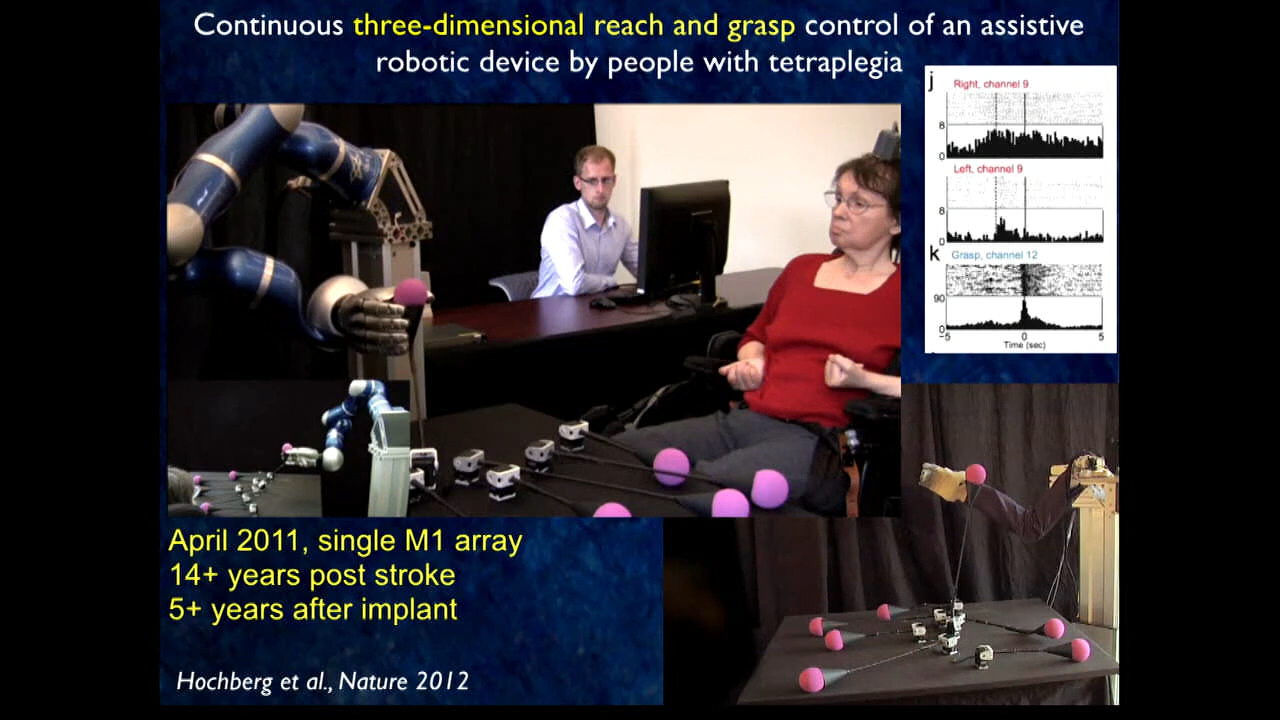 Continuous three-dimensional reach and grasp control of an assistive
robotic device by people with tetraplegia
j
Right, channel 9
8
0
Left, channel 9
8
0
k
Grasp, channel 12
90
0
-5 0 5
Time (sec)
April 2011, single M1 array
14+ years post stroke
5+ years after implant
Hochberg et al., Nature 2012